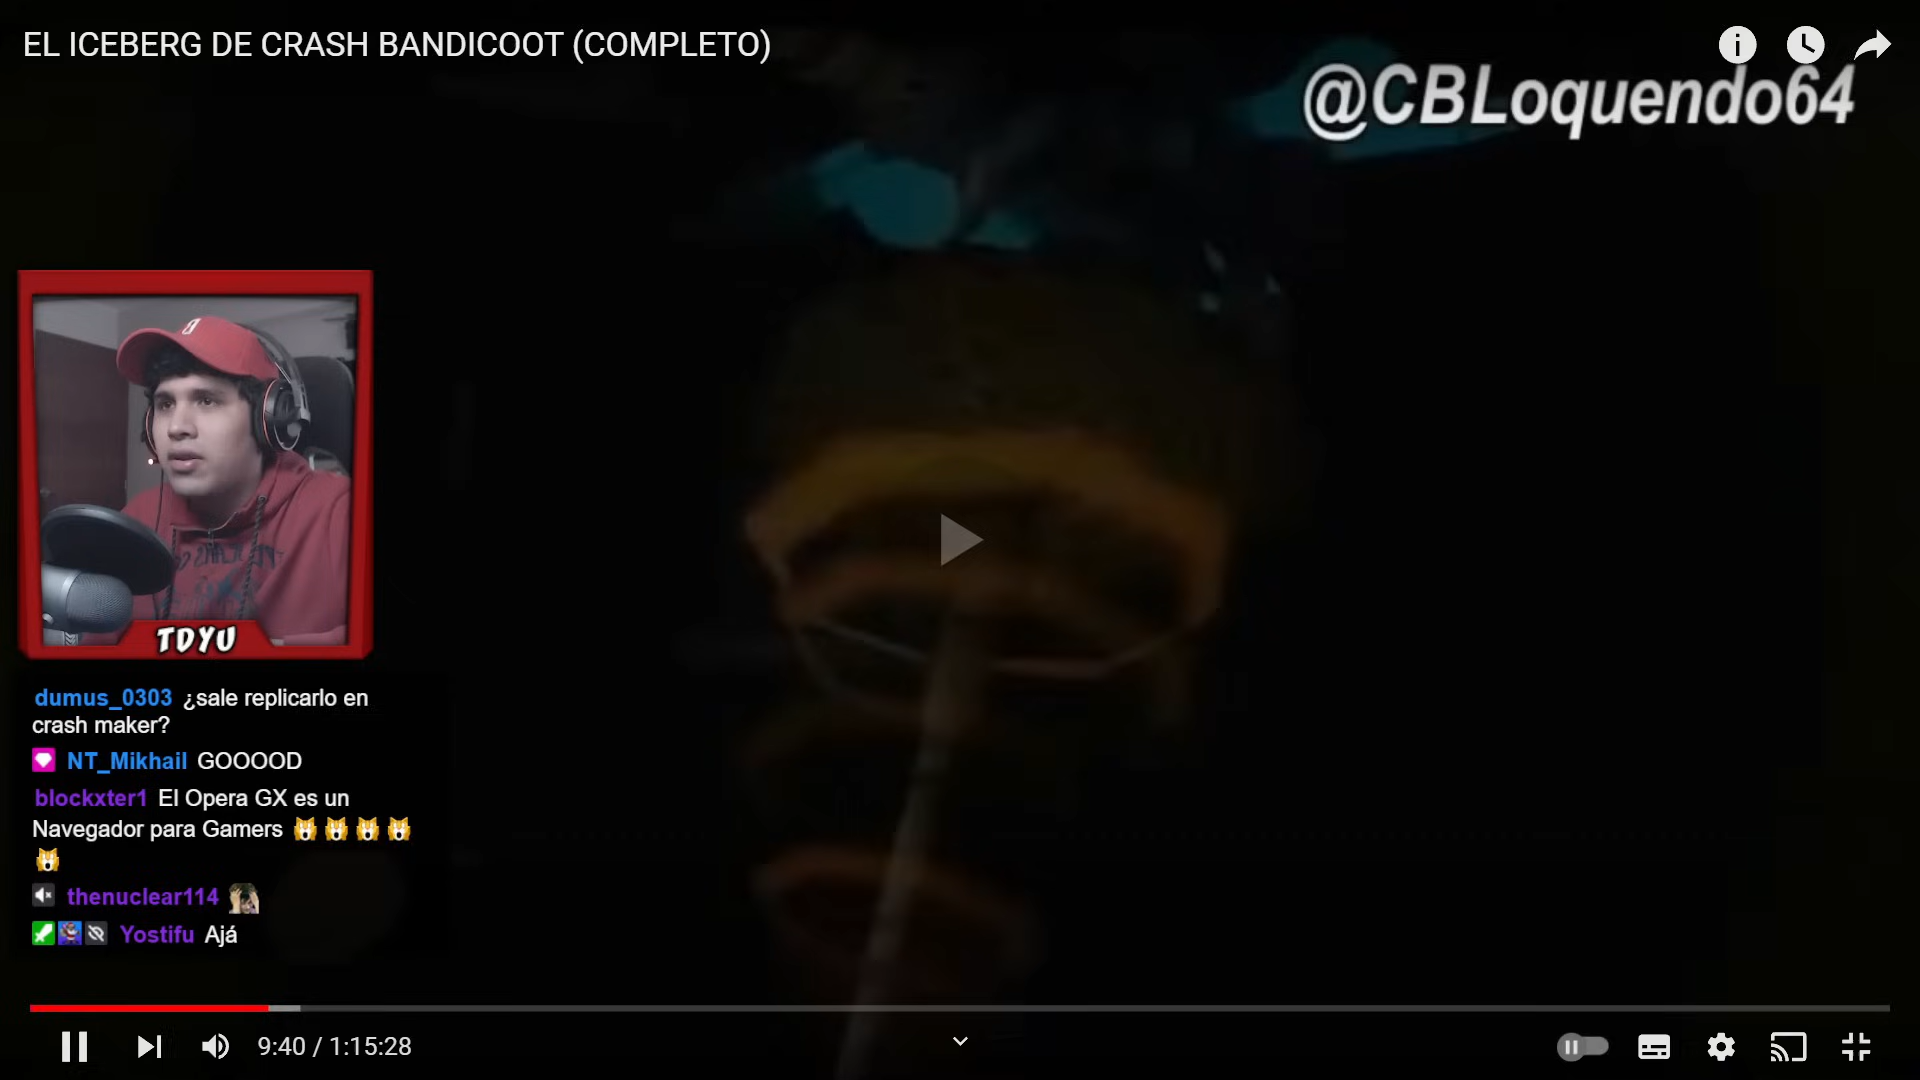 EL ICEBERG DE CRASH BANDICOOT (COMPLETO)
@CBLoquendo64
TDYU
dumus_0303 ¿sale replicarlo en
crash maker?
NT_Mikhail GOOOOD
blockxter1 El Opera GX es un
Navegador para Gamers 🙀 🙀 🙀 🙀
🙀
thenuclear114
Yostifu Ajá
9:40 / 1:15:28